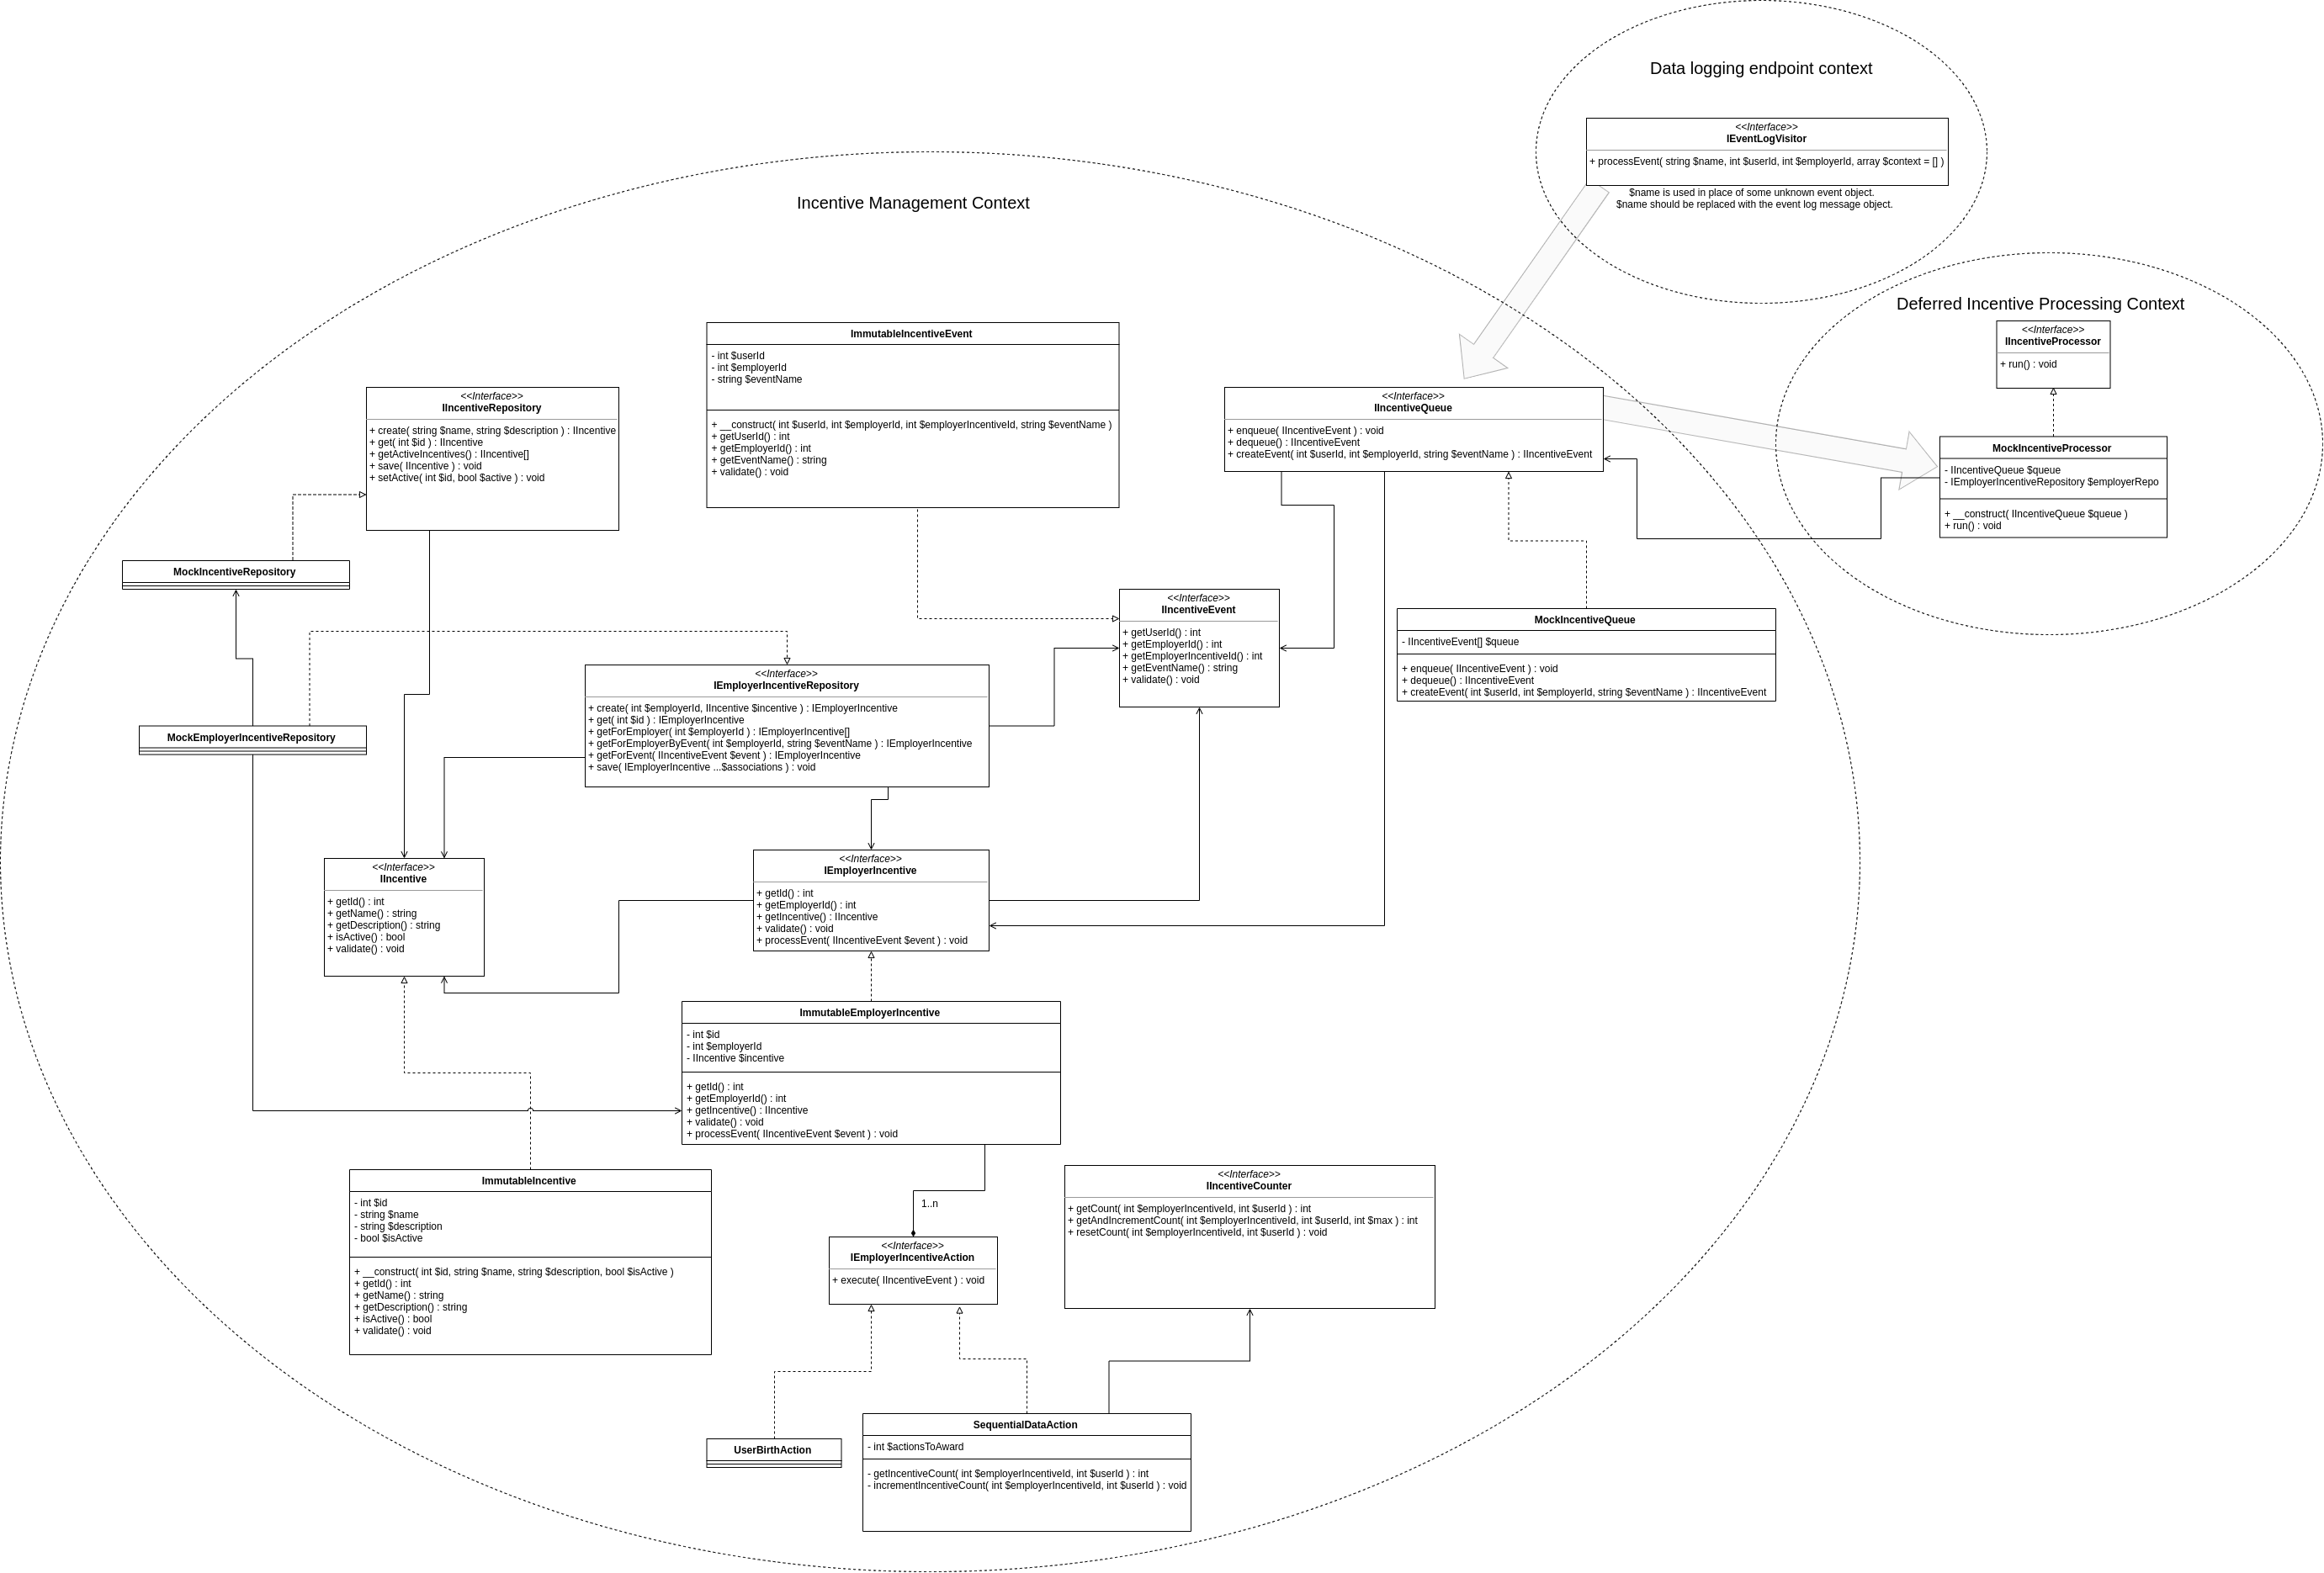 Data logging endpoint context
<<Interface>>
IEventLogVisitor
+ processEvent( string $name, int $userId, int $employerId, array $context = [] )
$name is used in place of some unknown event object.
$name should be replaced with the event log message object.
Incentive Management Context
Deferred Incentive Processing Context
<<Interface>>
IIncentiveProcessor
+ run() : void
ImmutableIncentiveEvent
- int $userId
- int $employerId
- string $eventName
+ __construct( int $userId, int $employerId, int $employerIncentiveId, string $eventName )
+ getUserId() : int
+ getEmployerId() : int
+ getEventName() : string
+ validate() : void
<<Interface>>
IIncentiveRepository
+ create( string $name, string $description ) : IIncentive
+ get( int $id ) : IIncentive
+ getActiveIncentives() : IIncentive[]
+ save( IIncentive ) : void
+ setActive( int $id, bool $active ) : void
<<Interface>>
IIncentiveQueue
+ enqueue( IIncentiveEvent ) : void
+ dequeue() : IIncentiveEvent
+ createEvent( int $userId, int $employerId, string $eventName ) : IIncentiveEvent
MockIncentiveProcessor
- IIncentiveQueue $queue
- IEmployerIncentiveRepository $employerRepo
+ __construct( IIncentiveQueue $queue )
+ run() : void
MockIncentiveRepository
<<Interface>>
IIncentiveEvent
+ getUserId() : int
+ getEmployerId() : int
+ getEmployerIncentiveId() : int
+ getEventName() : string
+ validate() : void
MockIncentiveQueue
- IIncentiveEvent[] $queue
+ enqueue( IIncentiveEvent ) : void
+ dequeue() : IIncentiveEvent
+ createEvent( int $userId, int $employerId, string $eventName ) : IIncentiveEvent
<<Interface>>
IEmployerIncentiveRepository
+ create( int $employerId, IIncentive $incentive ) : IEmployerIncentive
+ get( int $id ) : IEmployerIncentive
+ getForEmployer( int $employerId ) : IEmployerIncentive[]
+ getForEmployerByEvent( int $employerId, string $eventName ) : IEmployerIncentive
+ getForEvent( IIncentiveEvent $event ) : IEmployerIncentive
+ save( IEmployerIncentive ...$associations ) : void
MockEmployerIncentiveRepository
<<Interface>>
IIncentive
+ getId() : int
+ getName() : string
+ getDescription() : string
+ isActive() : bool
+ validate() : void
<<Interface>>
IEmployerIncentive
+ getId() : int
+ getEmployerId() : int
+ getIncentive() : IIncentive
+ validate() : void
+ processEvent( IIncentiveEvent $event ) : void
ImmutableEmployerIncentive
- int $id
- int $employerId
- IIncentive $incentive
+ getId() : int
+ getEmployerId() : int
+ getIncentive() : IIncentive
+ validate() : void
+ processEvent( IIncentiveEvent $event ) : void
ImmutableIncentive
- int $id
- string $name
- string $description
- bool $isActive
+ __construct( int $id, string $name, string $description, bool $isActive )
+ getId() : int
+ getName() : string
+ getDescription() : string
+ isActive() : bool
+ validate() : void
1..n
<<Interface>>
IEmployerIncentiveAction
+ execute( IIncentiveEvent ) : void
<<Interface>>
IIncentiveCounter
+ getCount( int $employerIncentiveId, int $userId ) : int
+ getAndIncrementCount( int $employerIncentiveId, int $userId, int $max ) : int
+ resetCount( int $employerIncentiveId, int $userId ) : void
UserBirthAction
SequentialDataAction
- int $actionsToAward
- getIncentiveCount( int $employerIncentiveId, int $userId ) : int
- incrementIncentiveCount( int $employerIncentiveId, int $userId ) : void